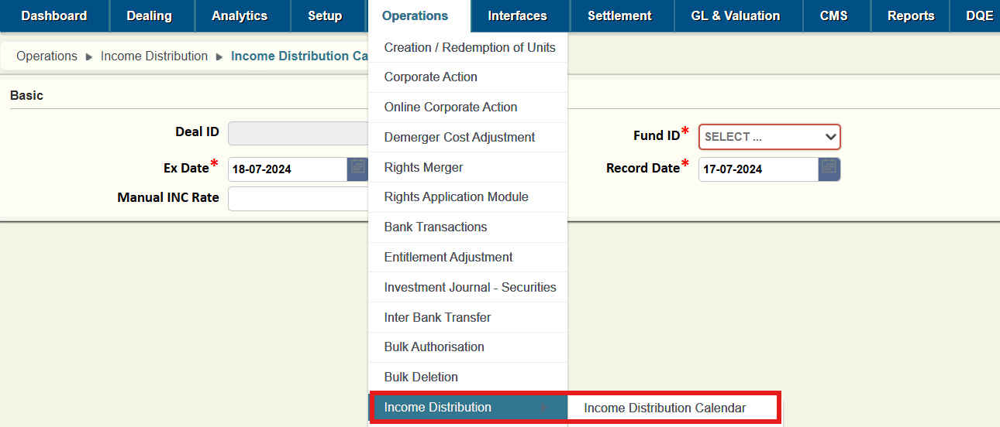 Dashboard Dealing Analytics Setup Operations Interfaces Settlement GL & Valuation CMS Reports DQE
Operations Income Distribution Income Distribution Ca
Basic
Deal ID
Fund ID* SELECT ...
Ex Date* 18-07-2024
Record Date* 17-07-2024
Manual INC Rate
Creation / Redemption of Units
Corporate Action
Online Corporate Action
Demerger Cost Adjustment
Rights Merger
Rights Application Module
Bank Transactions
Entitlement Adjustment
Investment Journal - Securities
Inter Bank Transfer
Bulk Authorisation
Bulk Deletion
Income Distribution
Income Distribution Calendar